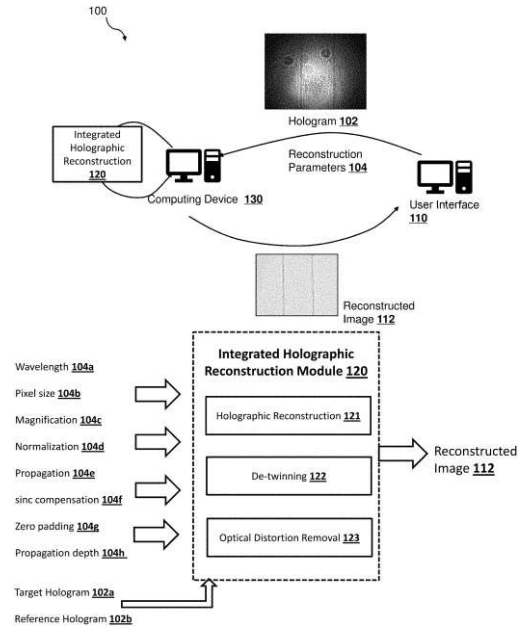 100
Hologram 102
Integrated
Holographic
Reconstruction
120
Reconstruction
Parameters 104
Computing Device 130
User Interface
110
Reconstructed
Image 112
Integrated Holographic
Reconstruction Module 120
Wavelength 104a
Pixel size 104b
Magnification 104c
Normalization 104d
Propagation 104e
sinc compensation 104f
Zero padding 104g
Propagation depth 104h
Holographic Reconstruction 121
De-twinning 122
Optical Distortion Removal 123
Reconstructed
Image 112
Target Hologram 102a
Reference Hologram 102b